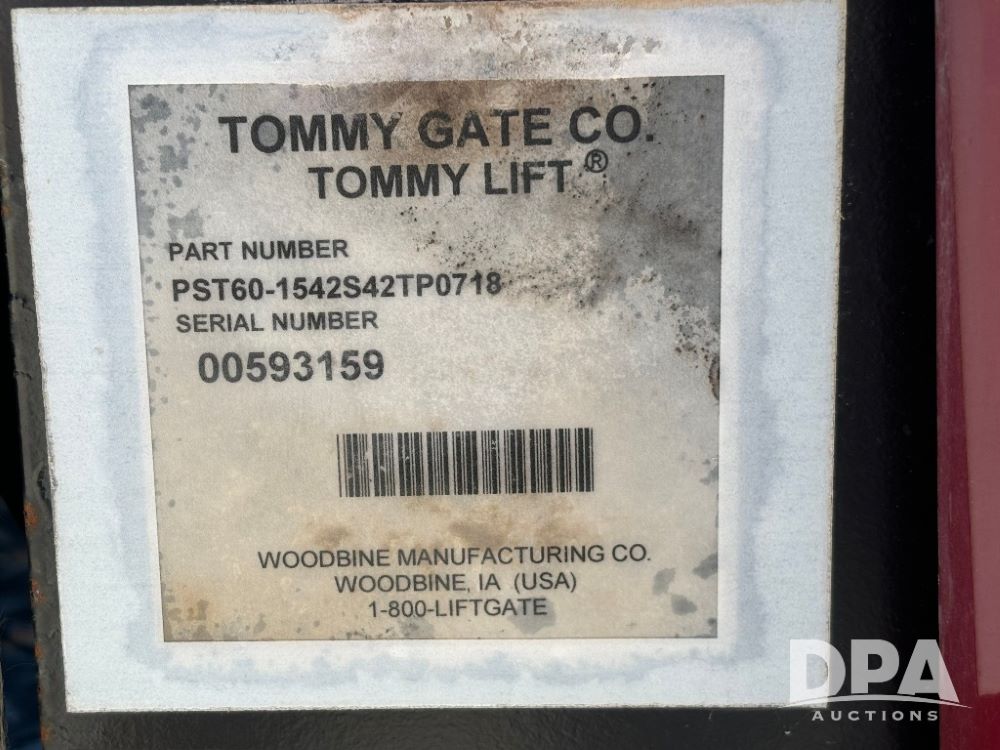 TOMMY GATE CO.
TOMMY LIFT ®
PART NUMBER
PST60-1542S42TP0718
SERIAL NUMBER
00593159
WOODBINE MANUFACTURING CO.
WOODBINE, IA (USA)
1-800-LIFTGATE
DPA
AUCTIONS